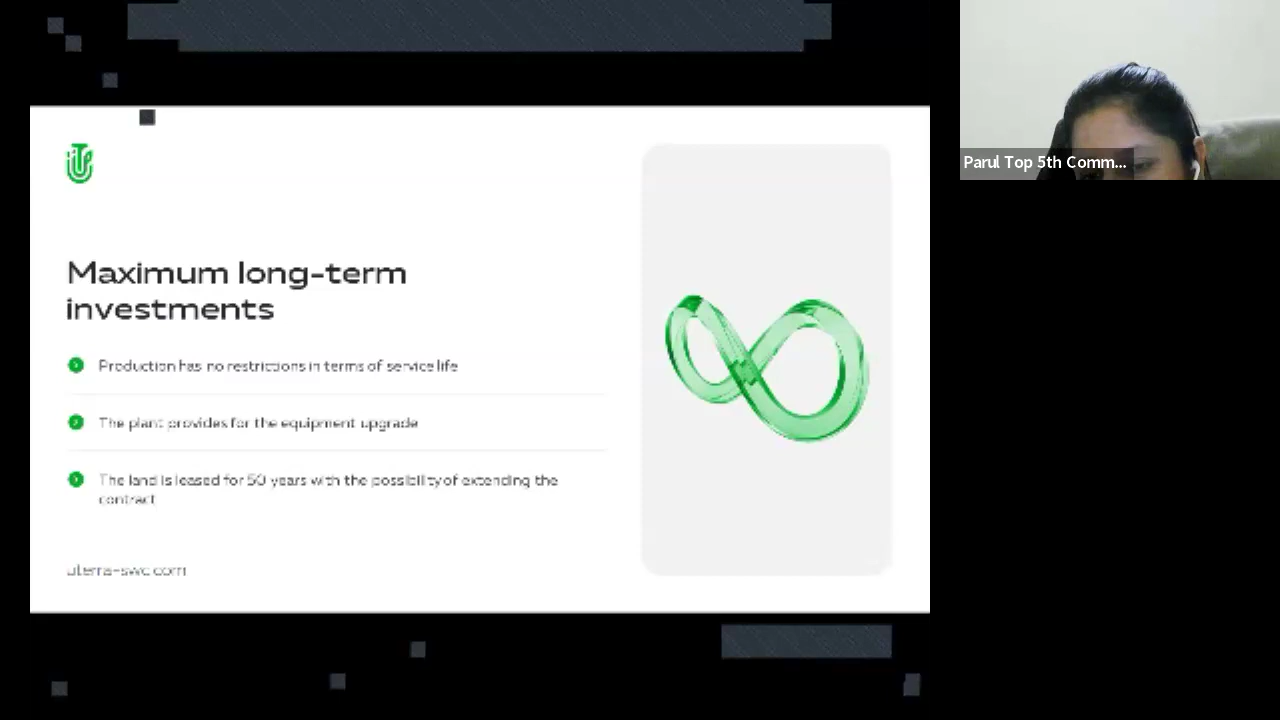 Parul Top 5th Comm...
Maximum long-term
investments
Production has no restrictions in terms of service life
The plant provides for the equipment upgrade
The land is leased for 50 years with the possibility of extending the
contract
uterra-swc.com